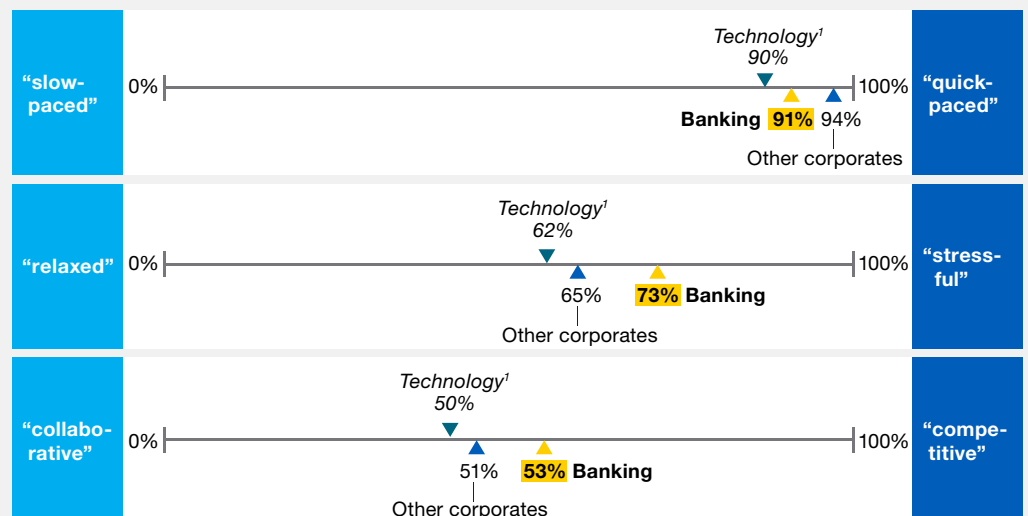 Technology1
90%
“slow-
paced”
0%
100%
“quick-
paced”
Banking 91% 94%
Other corporates
Technology1
62%
“relaxed”
0%
100%
“stress-
ful”
65%
73% Banking
Other corporates
Technology1
50%
“collabo-
rative”
0%
100%
“compe-
titive”
51%
53% Banking
Other corporates